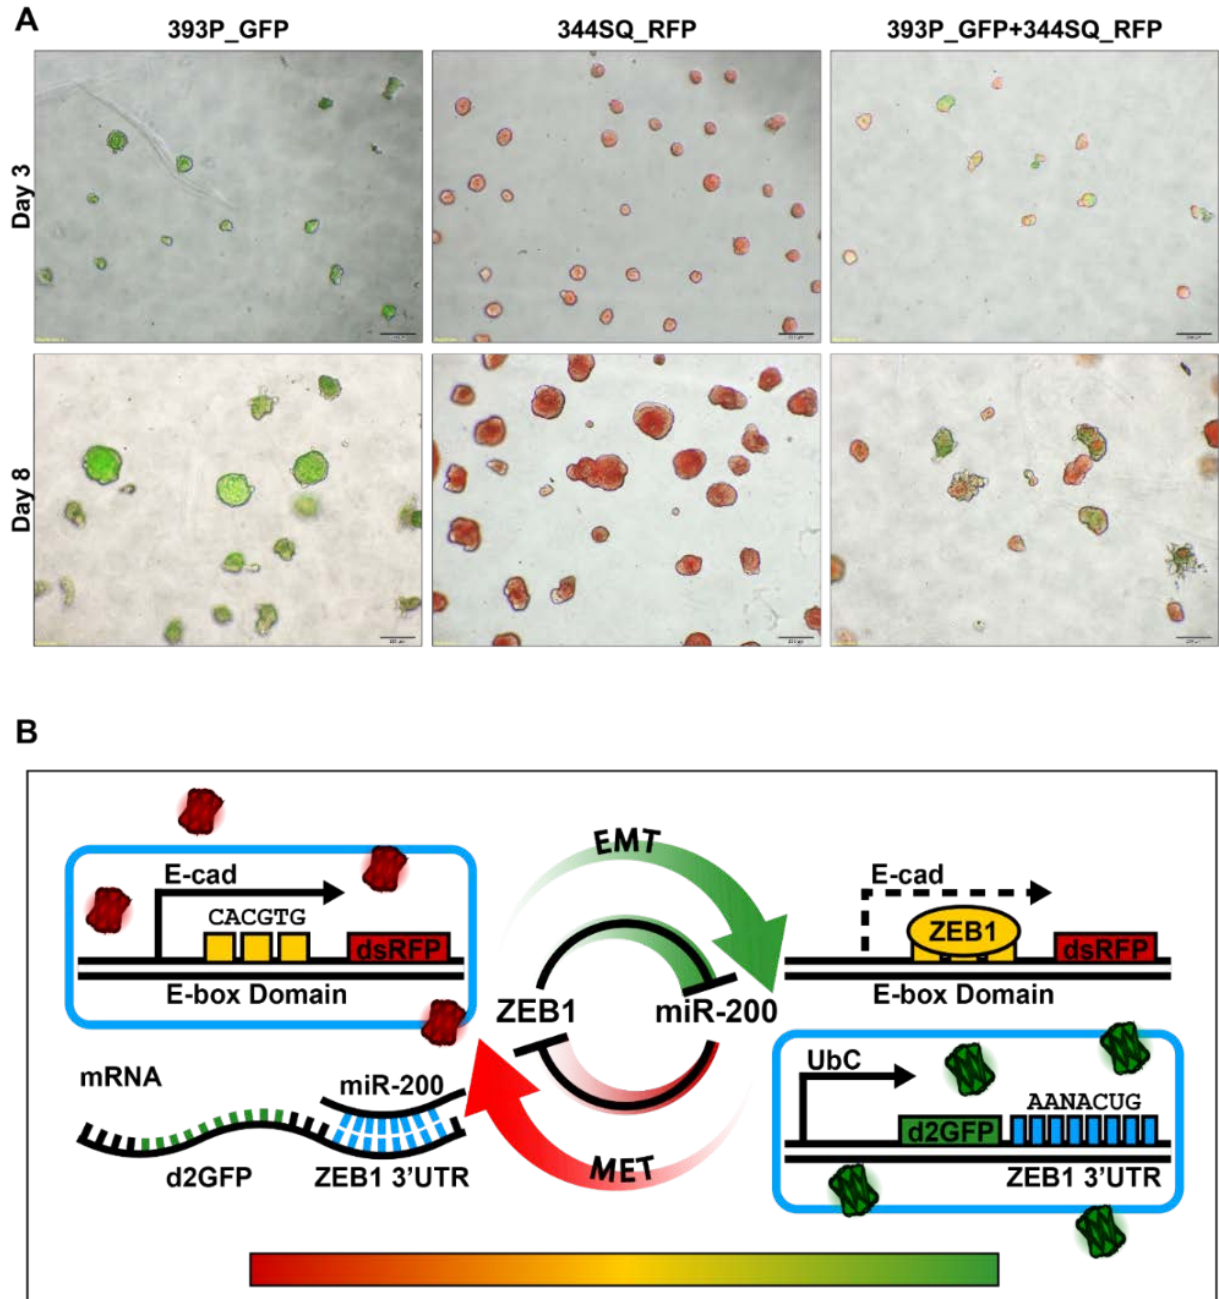 A
393P_GFP
344SQ_RFP
393P_GFP+344SQ_RFP
Day 3
Day 8
B
EMT
E-cad
CACGTG
dsRFP
E-box Domain
E-cad
ZEB1
dsRFP
E-box Domain
ZEB1
miR-200
mRNA
miR-200
d2GFP
ZEB1 3'UTR
MET
UbC
AANACUG
d2GFP
ZEB1 3'UTR